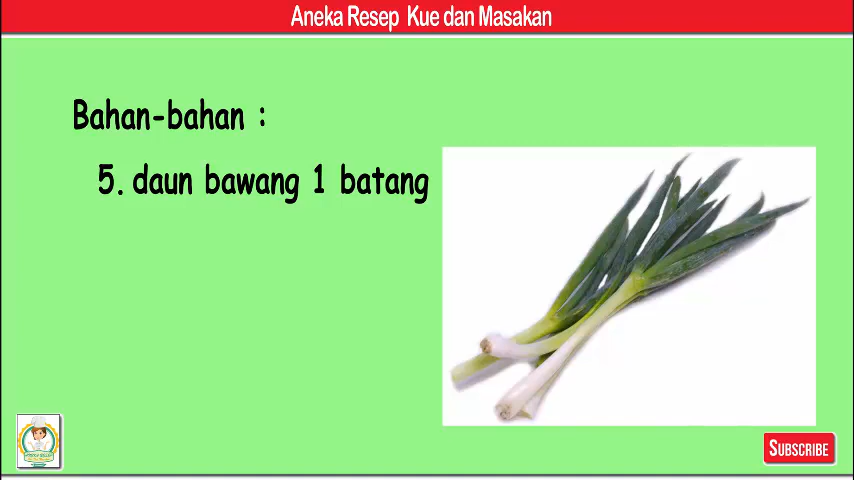 Aneka Resep Kue dan Masakan
Bahan-bahan :
5. daun bawang 1 batang
SUBSCRIBE